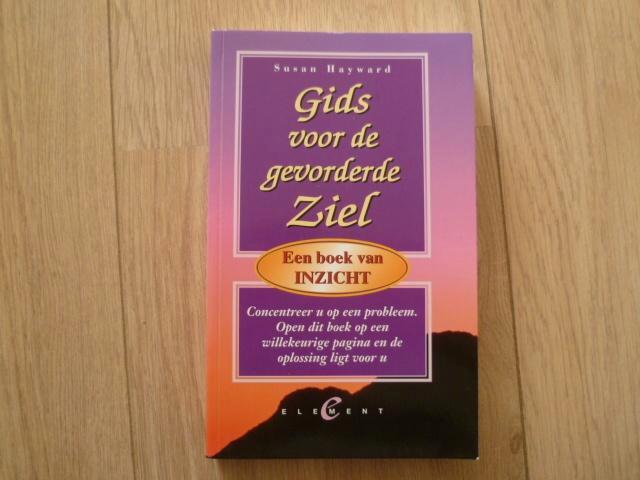 Susan Hayward
Gids
voor de
gevorderde
Ziel
Een boek van
INZICHT
Concentreer u op een probleem.
Open dit boek op een
willekeurige pagina en de
oplossing ligt voor u
e
ELEMENT